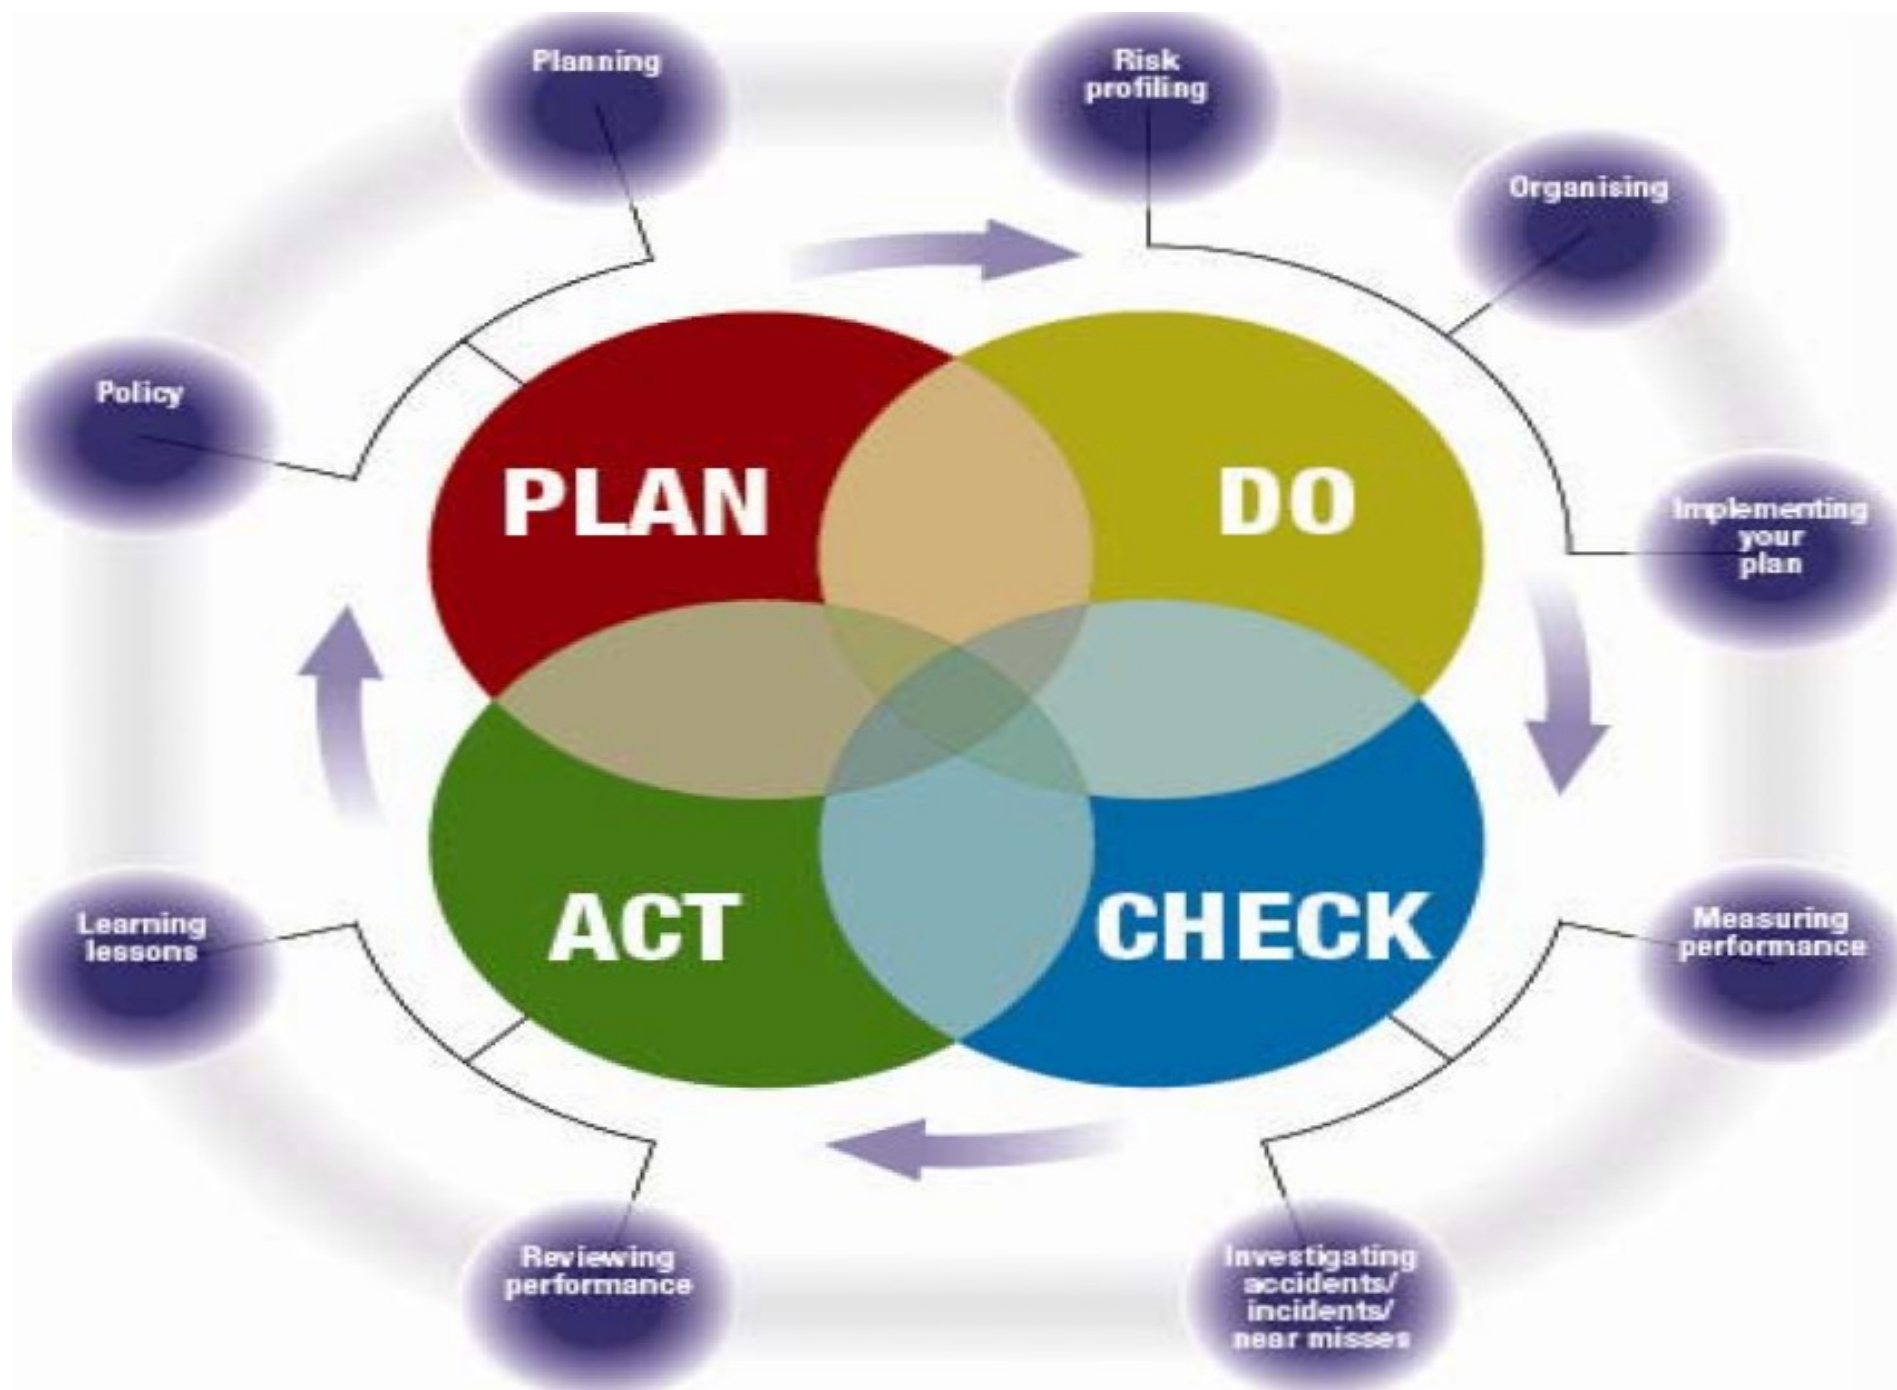 Planning
Risk
profiling
Organising
Policy
PLAN
DO
Implementing
your
plan
Learning
lessons
ACT
CHECK
Measuring
performance
Reviewing
performance
Investigating
accidents/
incidents/
near misses